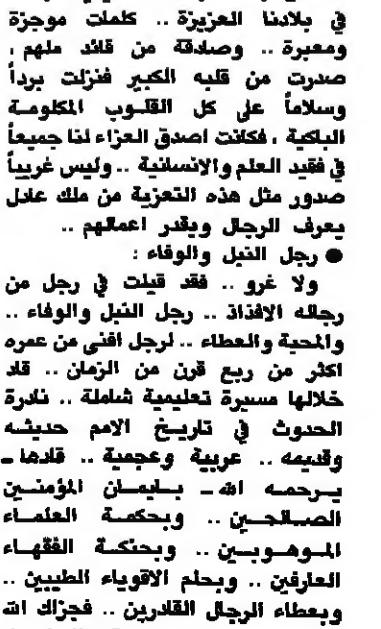 في بلادنا العزيزة .. كلمات موجزة
ومعبرة .. وصادقة من قائد ملهم ،
صدرت من قلبه الكبير فنزلت برداً
وسلاماً على كل القلوب المكلومة
الباكية ، فكانت اصدق العزاء لنا جميعاً
في فقيد العلم والانسانية .. وليس غريباً
صدور مثل هذه التعزية من ملك عادل
يعرف الرجال ويقدر اعمالهم ..
● رجل النبل والوفاء :
ولا غرو .. فقد قيلت في رجل من
رجاله الافذاذ .. رجل النبل والوفاء ..
والمحبة والعطاء .. لرجل افنى من عمره
اكثر من ربع قرن من الزمان .. قاد
خلالها مسيرة تعليمية شاملة .. نادرة
الحدوث في تاريخ الامم حديثه
وقديمه .. عربية وعجمية .. قادها ـ
يرحمه الله ـ بايمان المؤمنين
الصالحين .. وبحكمة العلماء
الموهوبين .. وبحنكة الفقهاء
العارفين .. وبحلم الاقوياء الطيبين ..
وبعطاء الرجال القادرين .. فجزاك الله